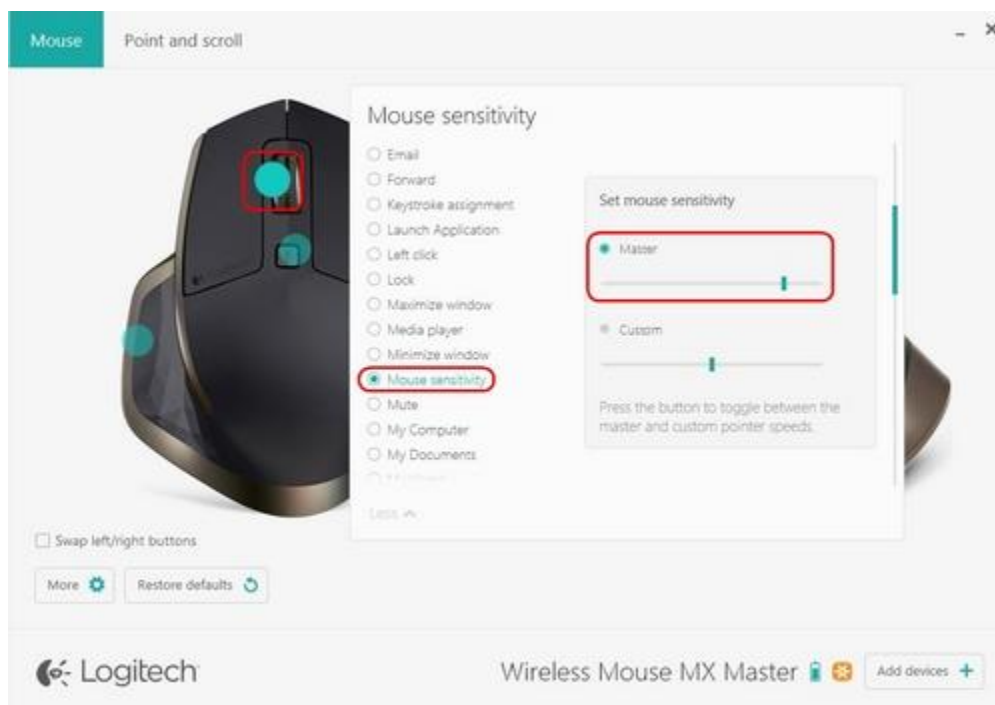 Mouse
Point and scroll
Mouse sensitivity
Email
Forward
Keystroke assignment
Launch Application
Left click
Lock
Maximize window
Media player
Minimize window
Mouse sensitivity
Mute
My Computer
My Documents
Less
Set mouse sensitivity
Master
Custom
Press the button to toggle between the
master and custom pointer speeds.
Swap left/right buttons
More
Restore defaults
Logitech
Wireless Mouse MX Master
Add devices